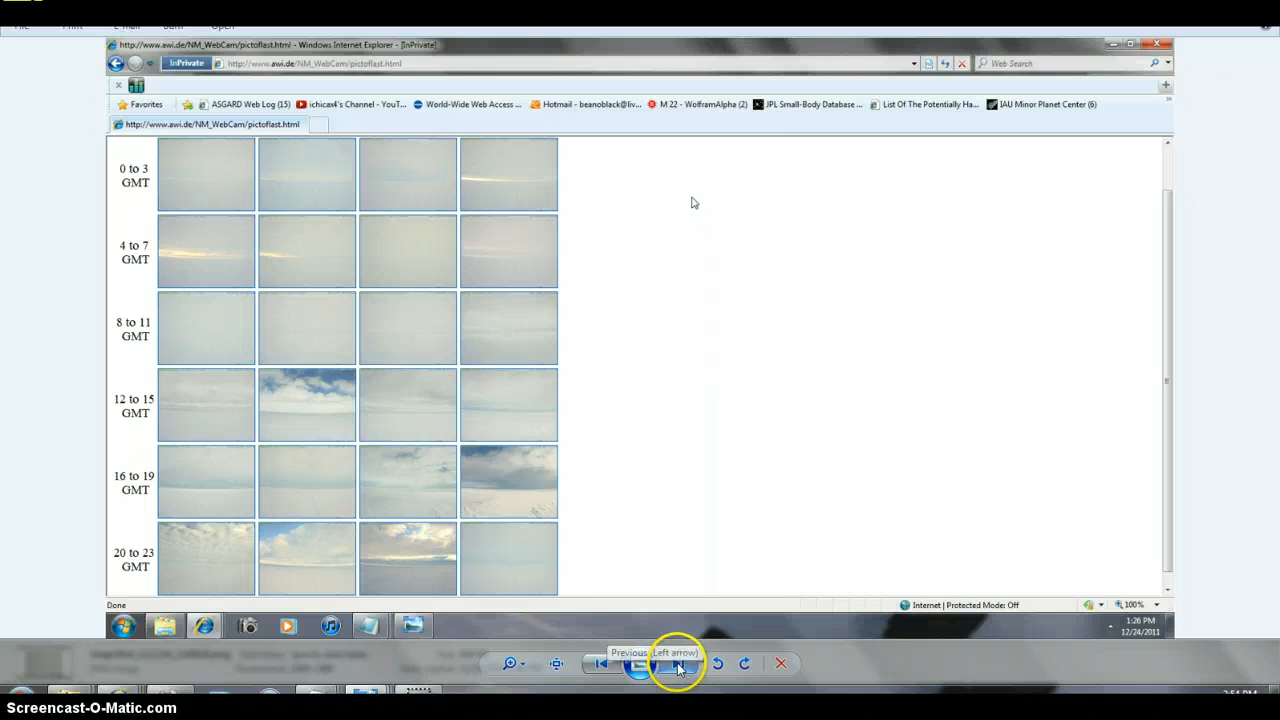 http://www.awi.de/NM_WebCam/pictoflast.html - Windows Internet Explorer - [InPrivate]
InPrivate http://www.awi.de/NM_WebCam/pictoflast.html Web Search
Favorites ASGARD Web Log (15) ichicax4's Channel - YouT... World-Wide Web Access ... Hotmail - beanoblack@liv... M 22 - WolframAlpha (2) JPL Small-Body Database ... List Of The Potentially Ha... IAU Minor Planet Center (6)
http://www.awi.de/NM_WebCam/pictoflast.html
0 to 3
GMT
4 to 7
GMT
8 to 11
GMT
12 to 15
GMT
16 to 19
GMT
20 to 23
GMT
Done Internet | Protected Mode: Off 100%
1:26 PM
12/24/2011
Previous (Left arrow)
Screencast-O-Matic.com